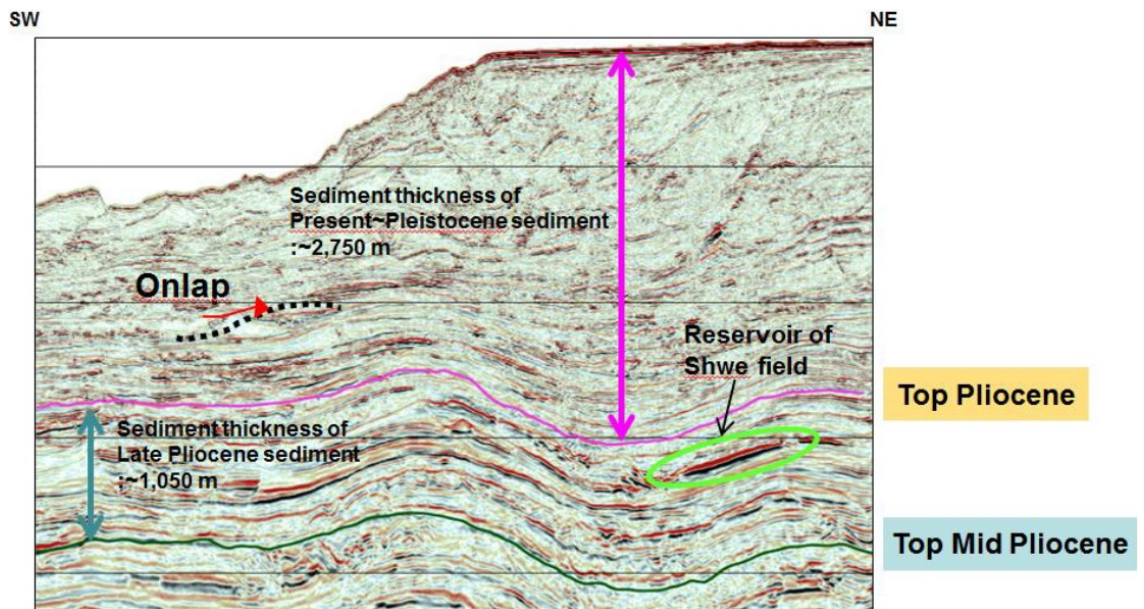 SW
NE
Sediment thickness of
Present~Pleistocene sediment
:~2,750 m
Onlap
Reservoir of
Shwe field
Top Pliocene
Sediment thickness of
Late Pliocene sediment
:~1,050 m
Top Mid Pliocene